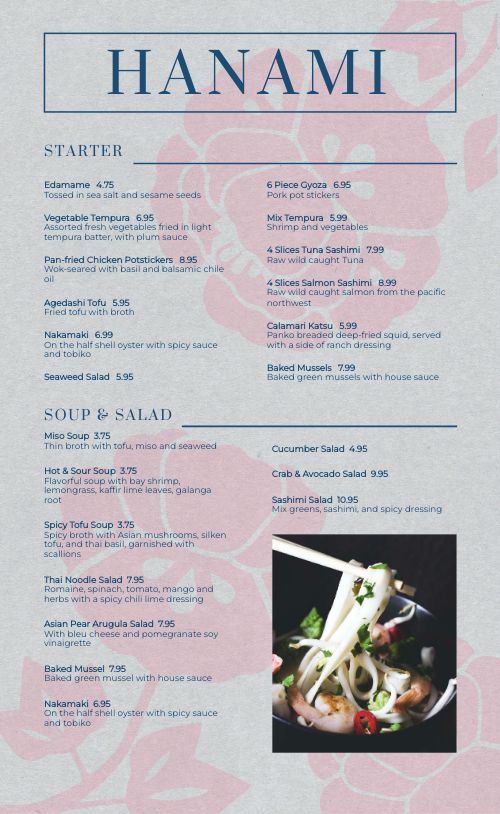 HANAMI
STARTER
Edamame 4.75
Tossed in sea salt and sesame seeds
Vegetable Tempura 6.95
Assorted fresh vegetables fried in light
tempura batter, with plum sauce
Pan-fried Chicken Potstickers 8.95
Wok-seared with basil and balsamic chile
oil
Agedashi Tofu 5.95
Fried tofu with broth
Nakamaki 6.99
On the half shell oyster with spicy sauce
and tobiko
Seaweed Salad 5.95
6 Piece Gyoza 6.95
Pork pot stickers
Mix Tempura 5.99
Shrimp and vegetables
4 Slices Tuna Sashimi 7.99
Raw wild caught Tuna
4 Slices Salmon Sashimi 8.99
Raw wild caught salmon from the pacific
northwest
Calamari Katsu 5.99
Panko breaded deep-fried squid, served
with a side of ranch dressing
Baked Mussels 7.99
Baked green mussels with house sauce
SOUP & SALAD
Miso Soup 3.75
Thin broth with tofu, miso and seaweed
Hot & Sour Soup 3.75
Flavorful soup with bay shrimp,
lemongrass, kaffir lime leaves, galanga
root
Spicy Tofu Soup 3.75
Spicy broth with Asian mushrooms, silken
tofu, and thai basil, garnished with
scallions
Thai Noodle Salad 7.95
Romaine, spinach, tomato, mango and
herbs with a spicy chili lime dressing
Asian Pear Arugula Salad 7.95
With bleu cheese and pomegranate soy
vinaigrette
Baked Mussel 7.95
Baked green mussel with house sauce
Nakamaki 6.95
On the half shell oyster with spicy sauce
and tobiko
Cucumber Salad 4.95
Crab & Avocado Salad 9.95
Sashimi Salad 10.95
Mix greens, sashimi, and spicy dressing